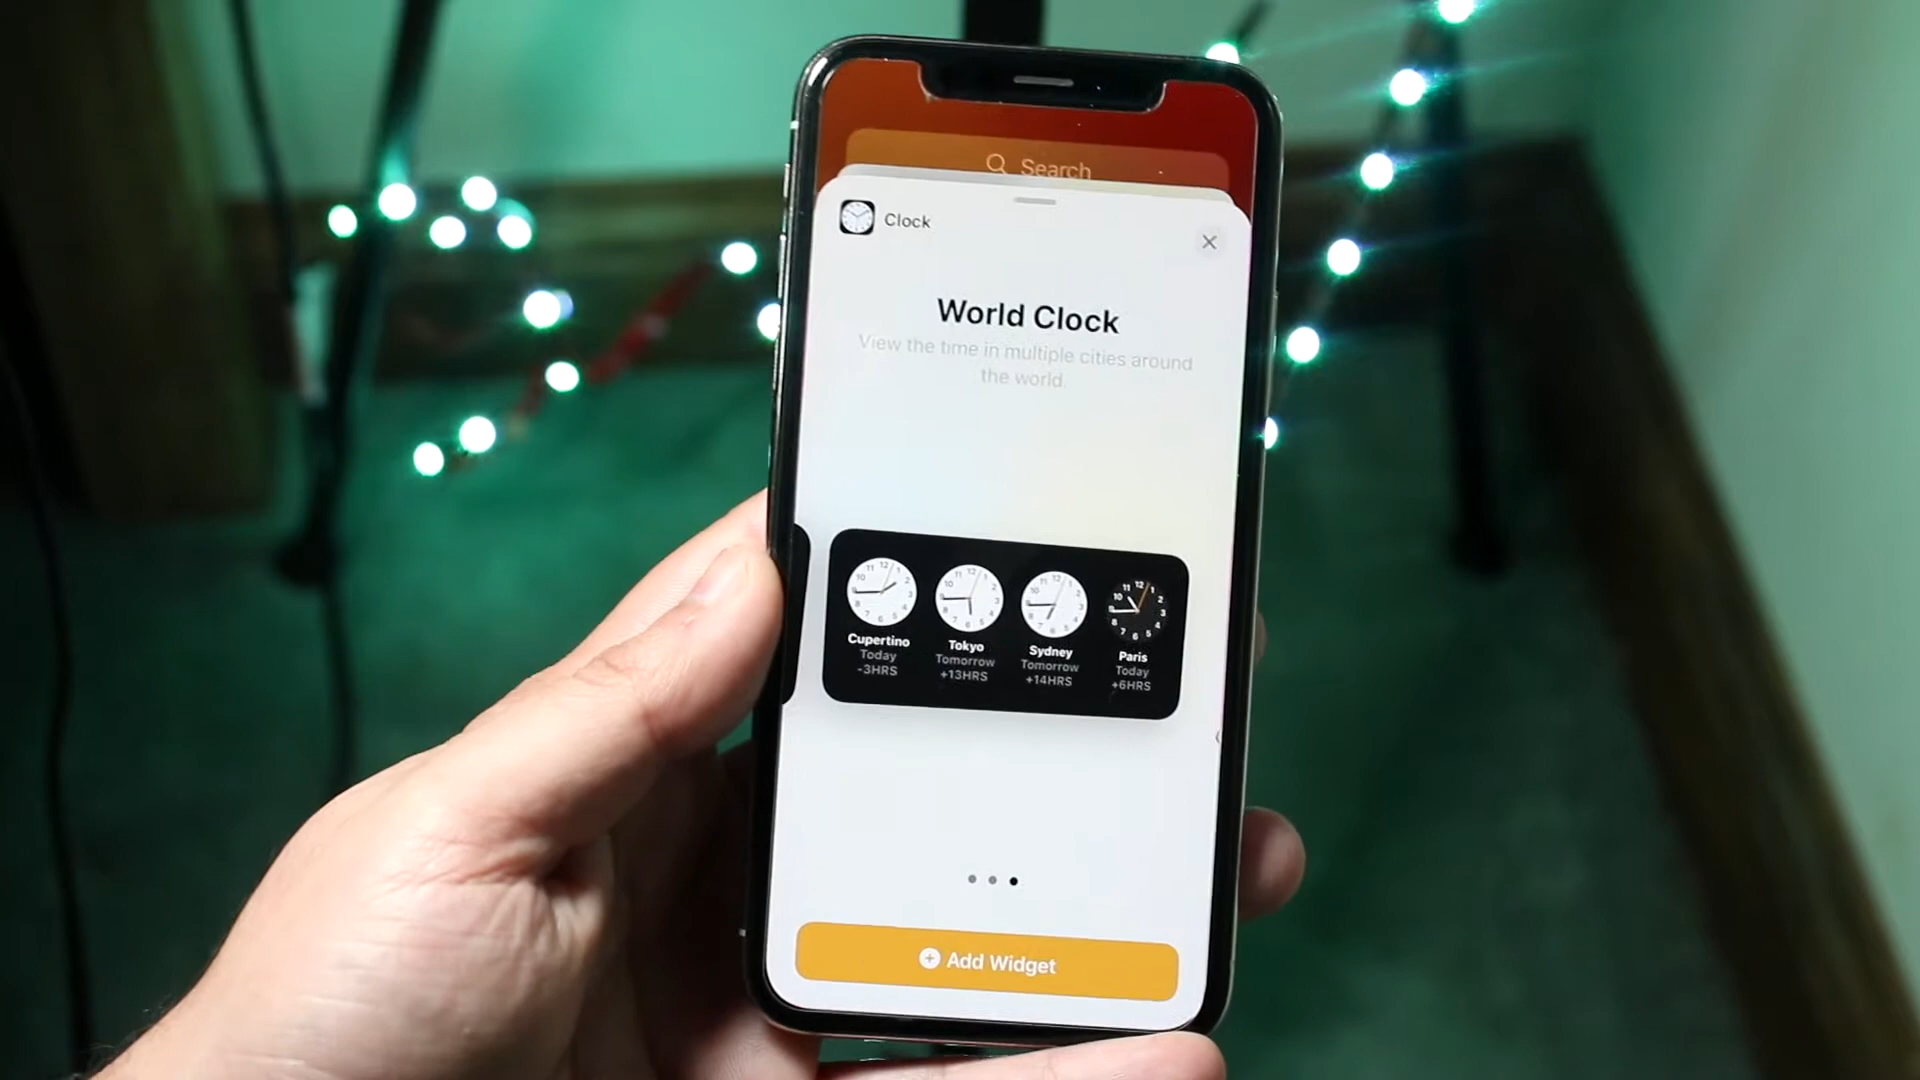 Search
Clock
World Clock
View the time in multiple cities around
the world.
Cupertino
Today
-3HRS
Tokyo
Tomorrow
+13HRS
Sydney
Tomorrow
+14HRS
Paris
Today
+6HRS
Add Widget